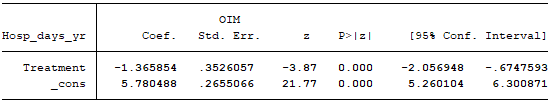 OIM
Hosp_days_yr Coef. Std. Err. z P>|z| [95% Conf. Interval]
Treatment -1.365854 .3526057 -3.87 0.000 -2.056948 -.6747593
_cons 5.780488 .2655066 21.77 0.000 5.260104 6.300871